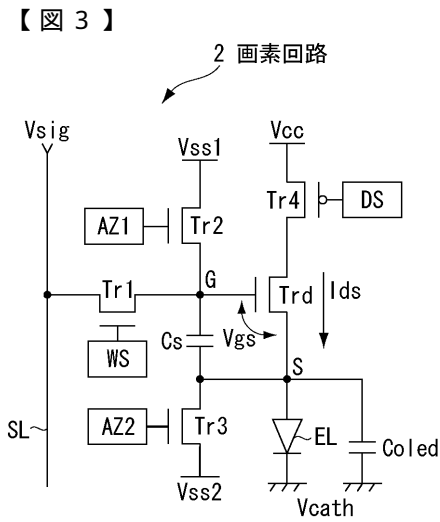 【図３】
2 画素回路
Vsig
Vss1
Vcc
AZ1
Tr2
Tr4
DS
Tr1
G
Trd
Ids
WS
Cs
Vgs
S
SL
AZ2
Tr3
EL
Coled
Vss2
Vcath